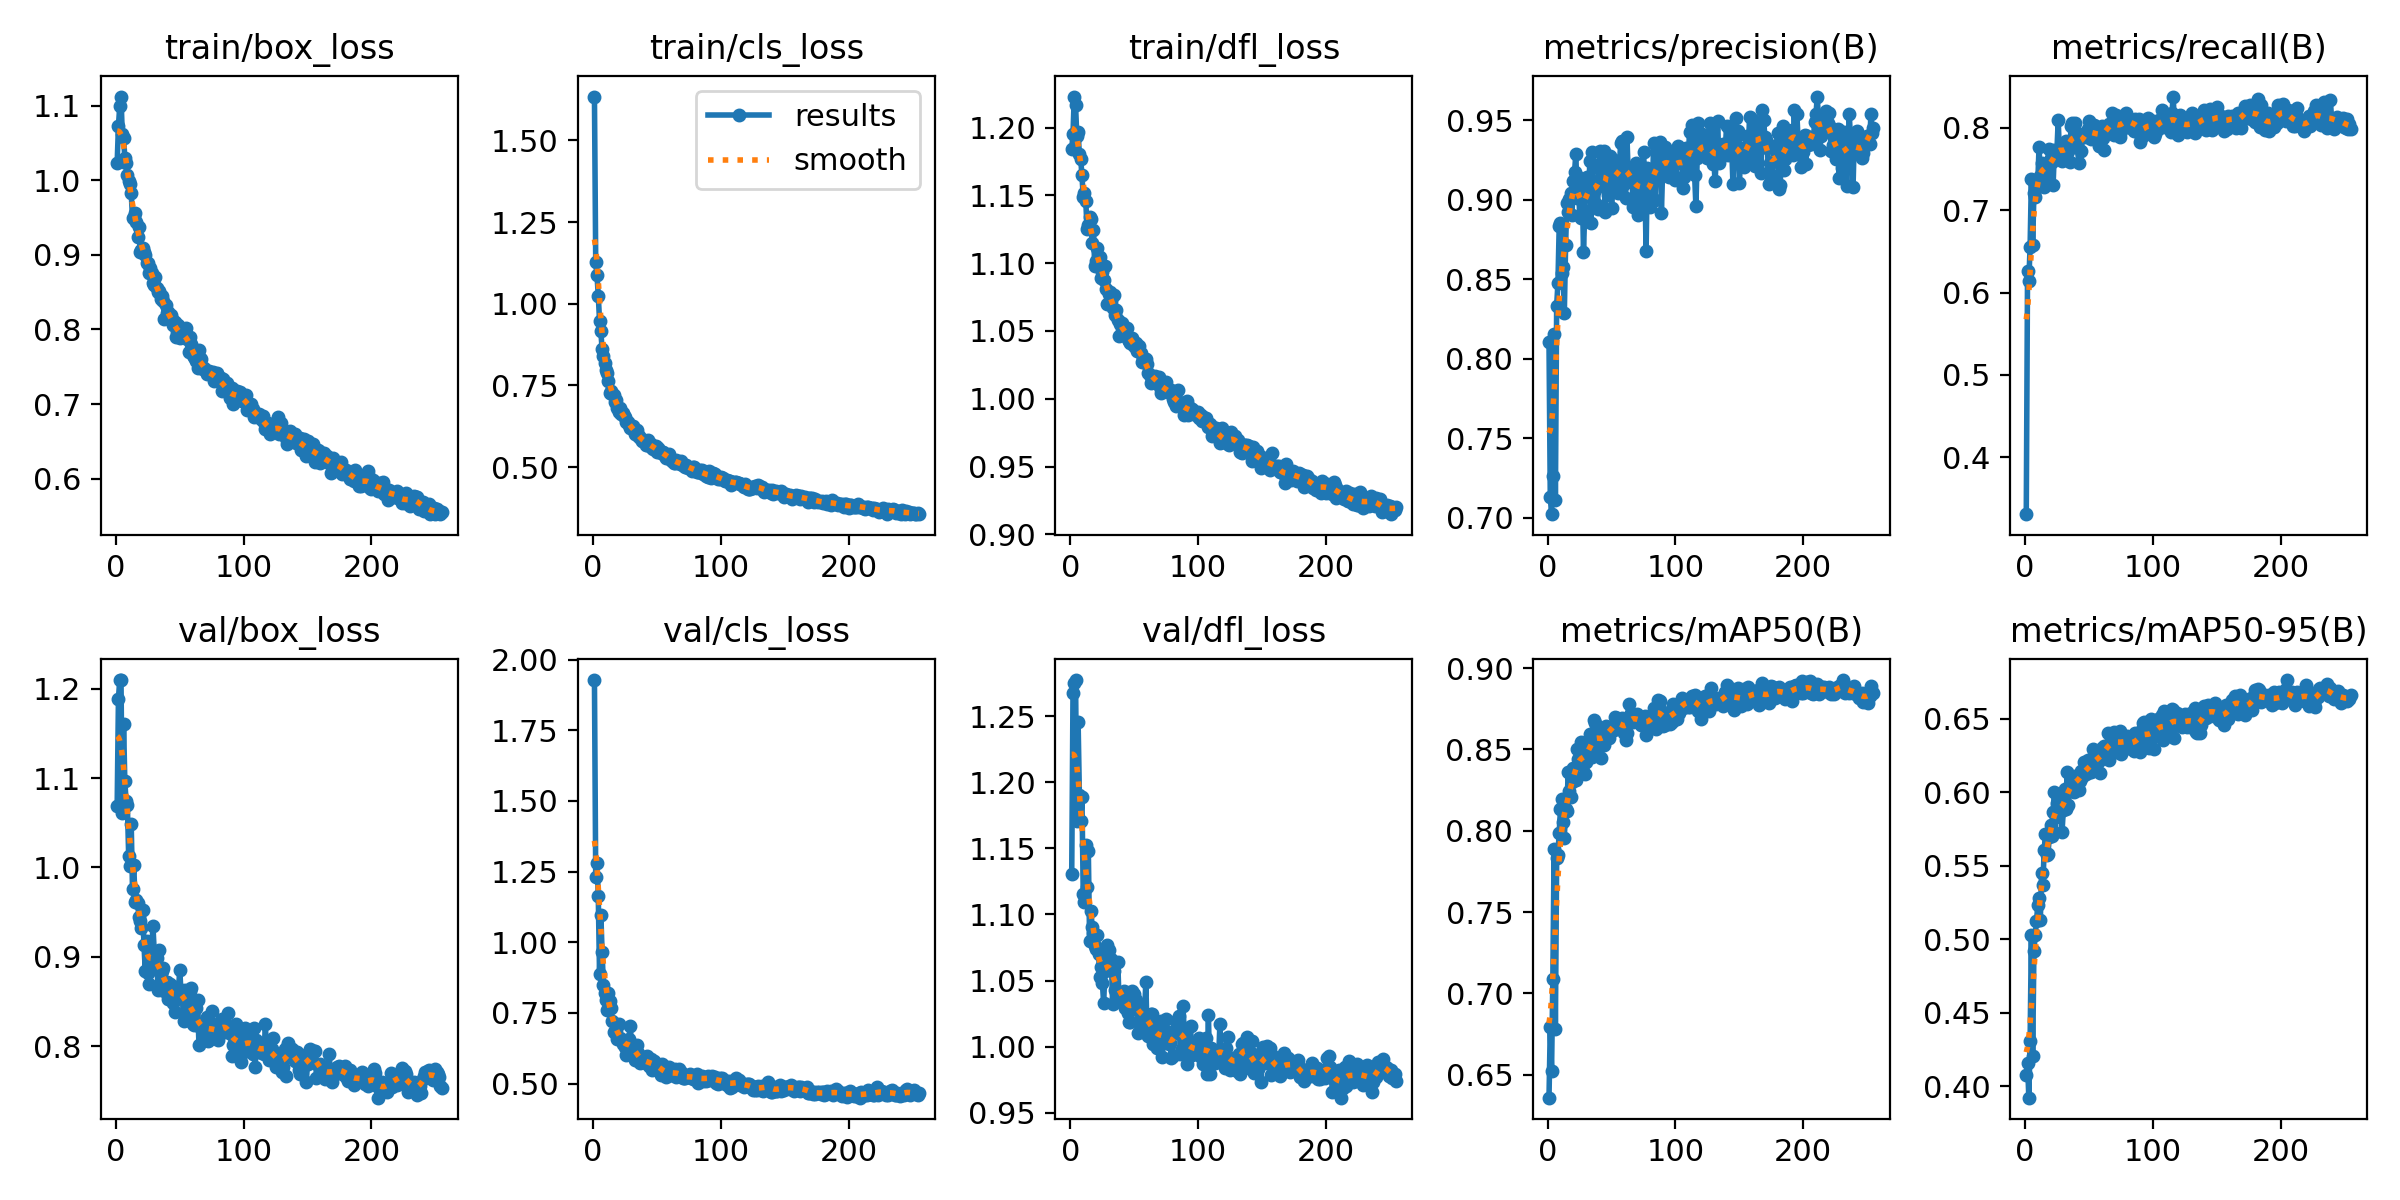 train/box_loss
1.1
1.0
0.9
0.8
0.7
0.6
0 100 200
train/cls_loss
results
smooth
1.50
1.25
1.00
0.75
0.50
0 100 200
train/dfl_loss
1.20
1.15
1.10
1.05
1.00
0.95
0.90
0 100 200
metrics/precision(B)
0.95
0.90
0.85
0.80
0.75
0.70
0 100 200
metrics/recall(B)
0.8
0.7
0.6
0.5
0.4
0 100 200
val/box_loss
1.2
1.1
1.0
0.9
0.8
0 100 200
val/cls_loss
2.00
1.75
1.50
1.25
1.00
0.75
0.50
0 100 200
val/dfl_loss
1.25
1.20
1.15
1.10
1.05
1.00
0.95
0 100 200
metrics/mAP50(B)
0.90
0.85
0.80
0.75
0.70
0.65
0 100 200
metrics/mAP50-95(B)
0.65
0.60
0.55
0.50
0.45
0.40
0 100 200